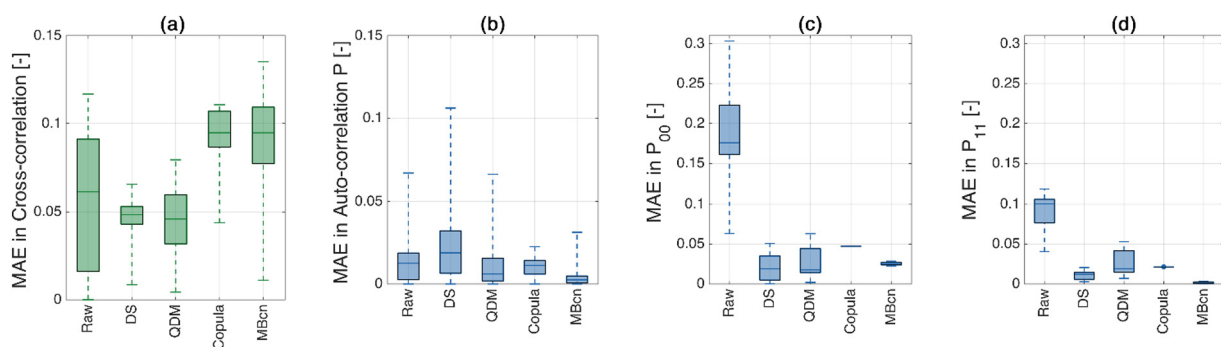 (a)
MAE in Cross-correlation [-]
0.15
0.1
0.05
0
Raw
DS
QDM
Copula
MBcn
(b)
MAE in Auto-correlation P [-]
0.15
0.1
0.05
0
Raw
DS
QDM
Copula
MBcn
(c)
MAE in P00 [-]
0.3
0.25
0.2
0.15
0.1
0.05
0
Raw
DS
QDM
Copula
MBcn
(d)
MAE in P11 [-]
0.3
0.25
0.2
0.15
0.1
0.05
0
Raw
DS
QDM
Copula
MBcn